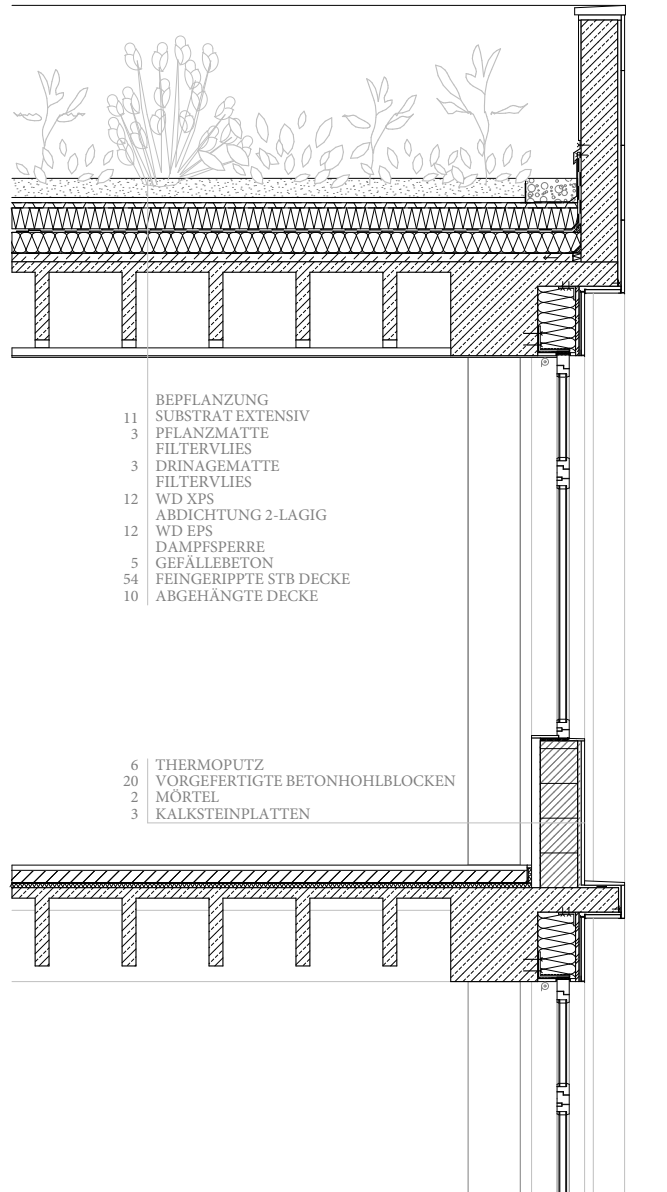 BEPFLANZUNG
11 SUBSTRAT EXTENSIV
3 PFLANZMATTE
FILTERVLIES
3 DRINAGEMATTE
FILTERVLIES
12 WD XPS
ABDICHTUNG 2-LAGIG
12 WD EPS
DAMPFSPERRE
5 GEFÄLLEBETON
54 FEINGERIPPTE STB DECKE
10 ABGEHÄNGTE DECKE
6 THERMOPUTZ
20 VORGEFERTIGTE BETONHOHLBLOCKEN
2 MÖRTEL
3 KALKSTEINPLATTEN